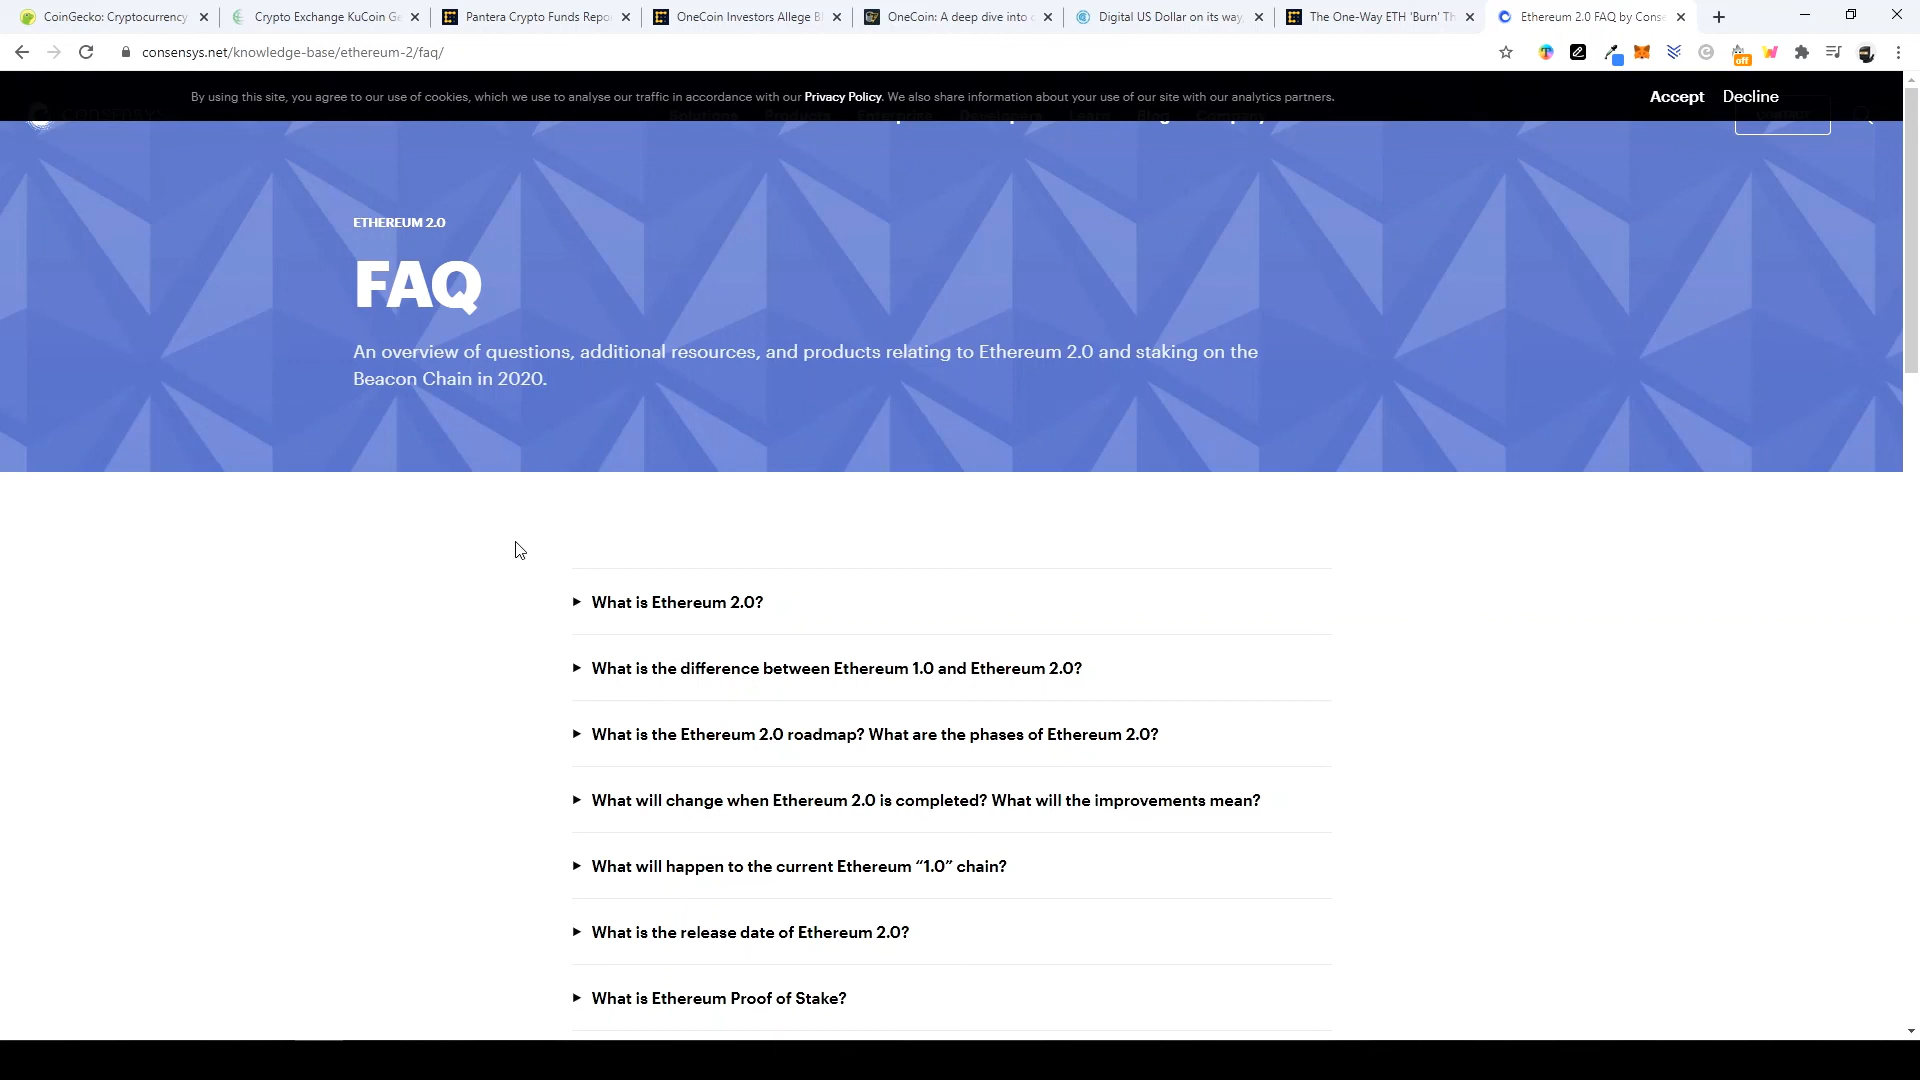 CoinGecko: Cryptocurrency
Crypto Exchange KuCoin Ge
Pantera Crypto Funds Repo
OneCoin Investors Allege Bl
OneCoin: A deep dive into c
Digital US Dollar on its way
The One-Way ETH 'Burn' Th
Ethereum 2.0 FAQ by Conse
consensys.net/knowledge-base/ethereum-2/faq/
off
By using this site, you agree to our use of cookies, which we use to analyse our traffic in accordance with our Privacy Policy. We also share information about your use of our site with our analytics partners.
Accept
Decline
ETHEREUM 2.0
FAQ
An overview of questions, additional resources, and products relating to Ethereum 2.0 and staking on the
Beacon Chain in 2020.
What is Ethereum 2.0?
What is the difference between Ethereum 1.0 and Ethereum 2.0?
What is the Ethereum 2.0 roadmap? What are the phases of Ethereum 2.0?
What will change when Ethereum 2.0 is completed? What will the improvements mean?
What will happen to the current Ethereum “1.0” chain?
What is the release date of Ethereum 2.0?
What is Ethereum Proof of Stake?